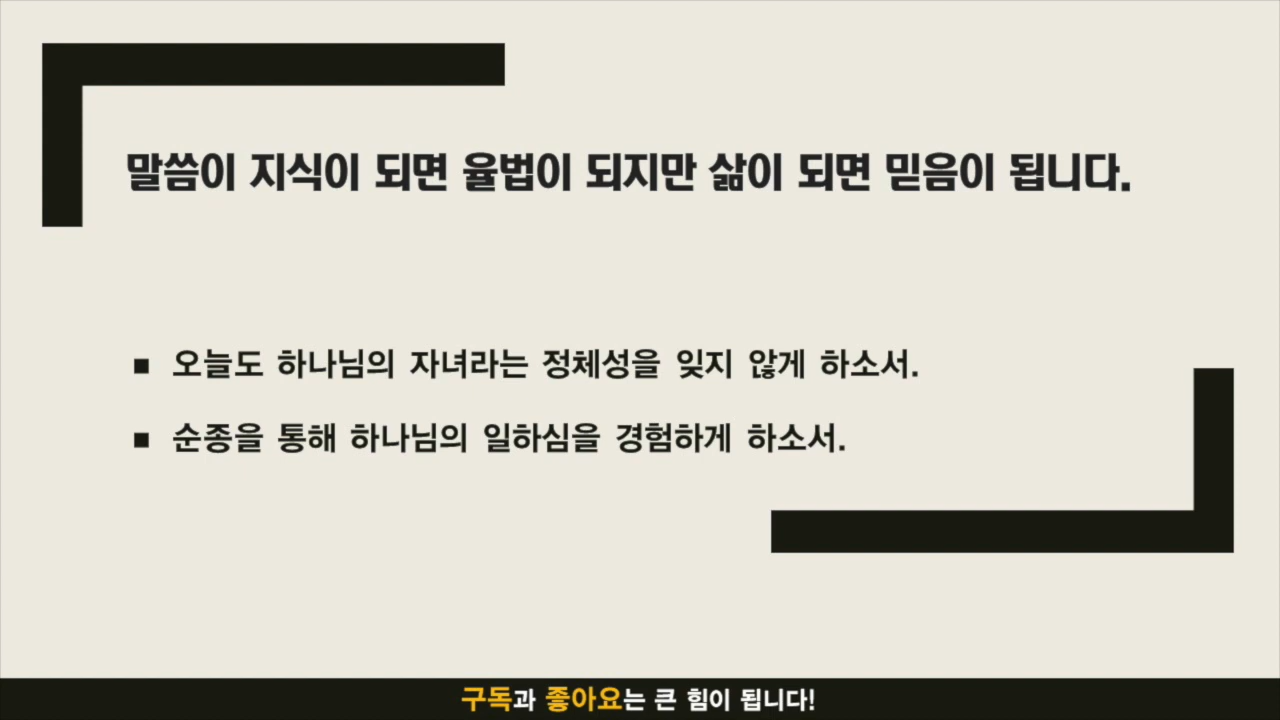 말씀이 지식이 되면 율법이 되지만 삶이 되면 믿음이 됩니다.
▪ 오늘도 하나님의 자녀라는 정체성을 잊지 않게 하소서.
▪ 순종을 통해 하나님의 일하심을 경험하게 하소서.
구독과 좋아요는 큰 힘이 됩니다!